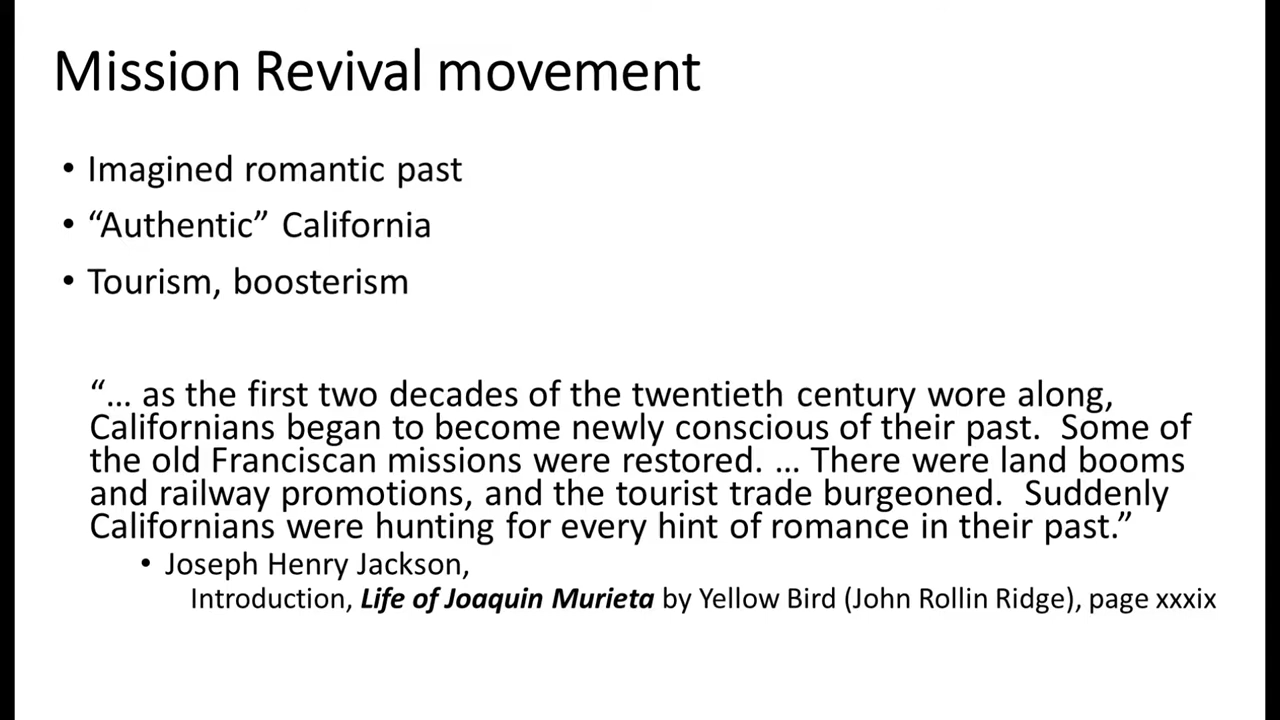 Mission Revival movement
• Imagined romantic past
• “Authentic” California
• Tourism, boosterism
“… as the first two decades of the twentieth century wore along,
Californians began to become newly conscious of their past.  Some of
the old Franciscan missions were restored. … There were land booms
and railway promotions, and the tourist trade burgeoned.  Suddenly
Californians were hunting for every hint of romance in their past.”
• Joseph Henry Jackson,
Introduction, Life of Joaquin Murieta by Yellow Bird (John Rollin Ridge), page xxxix